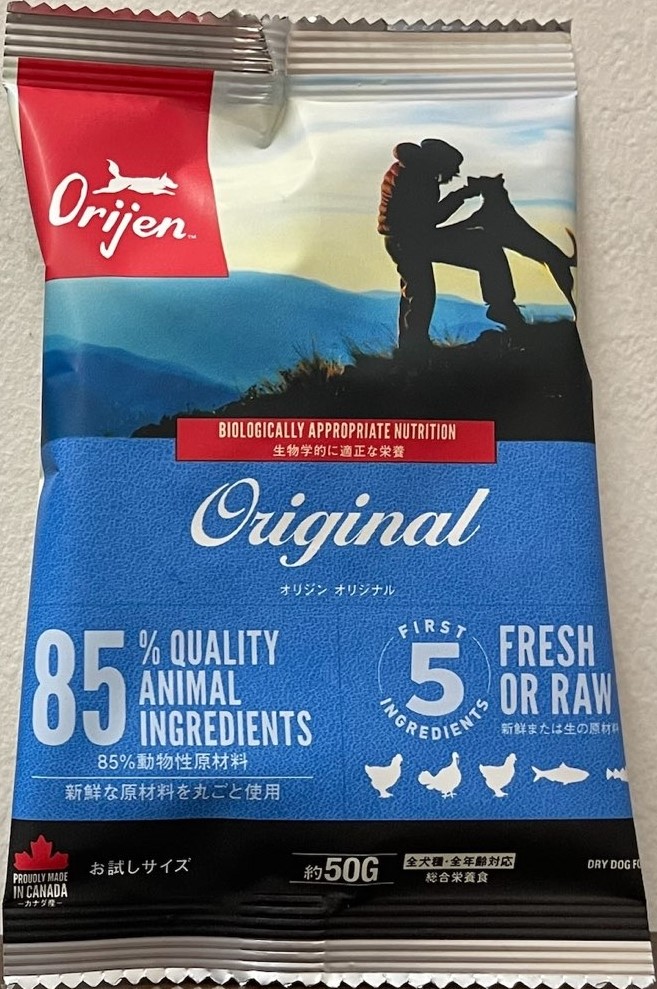 Orijen™
BIOLOGICALLY APPROPRIATE NUTRITION
生物学的に適正な栄養
Original
オリジン オリジナル
85% QUALITY
ANIMAL
INGREDIENTS
85%動物性原材料
新鮮な原材料を丸ごと使用
FIRST
5
INGREDIENTS
FRESH
OR RAW
新鮮または生の原材料
PROUDLY MADE
IN CANADA
ーカナダ産ー
お試しサイズ
約50G
全犬種・全年齢対応
総合栄養食
DRY DOG